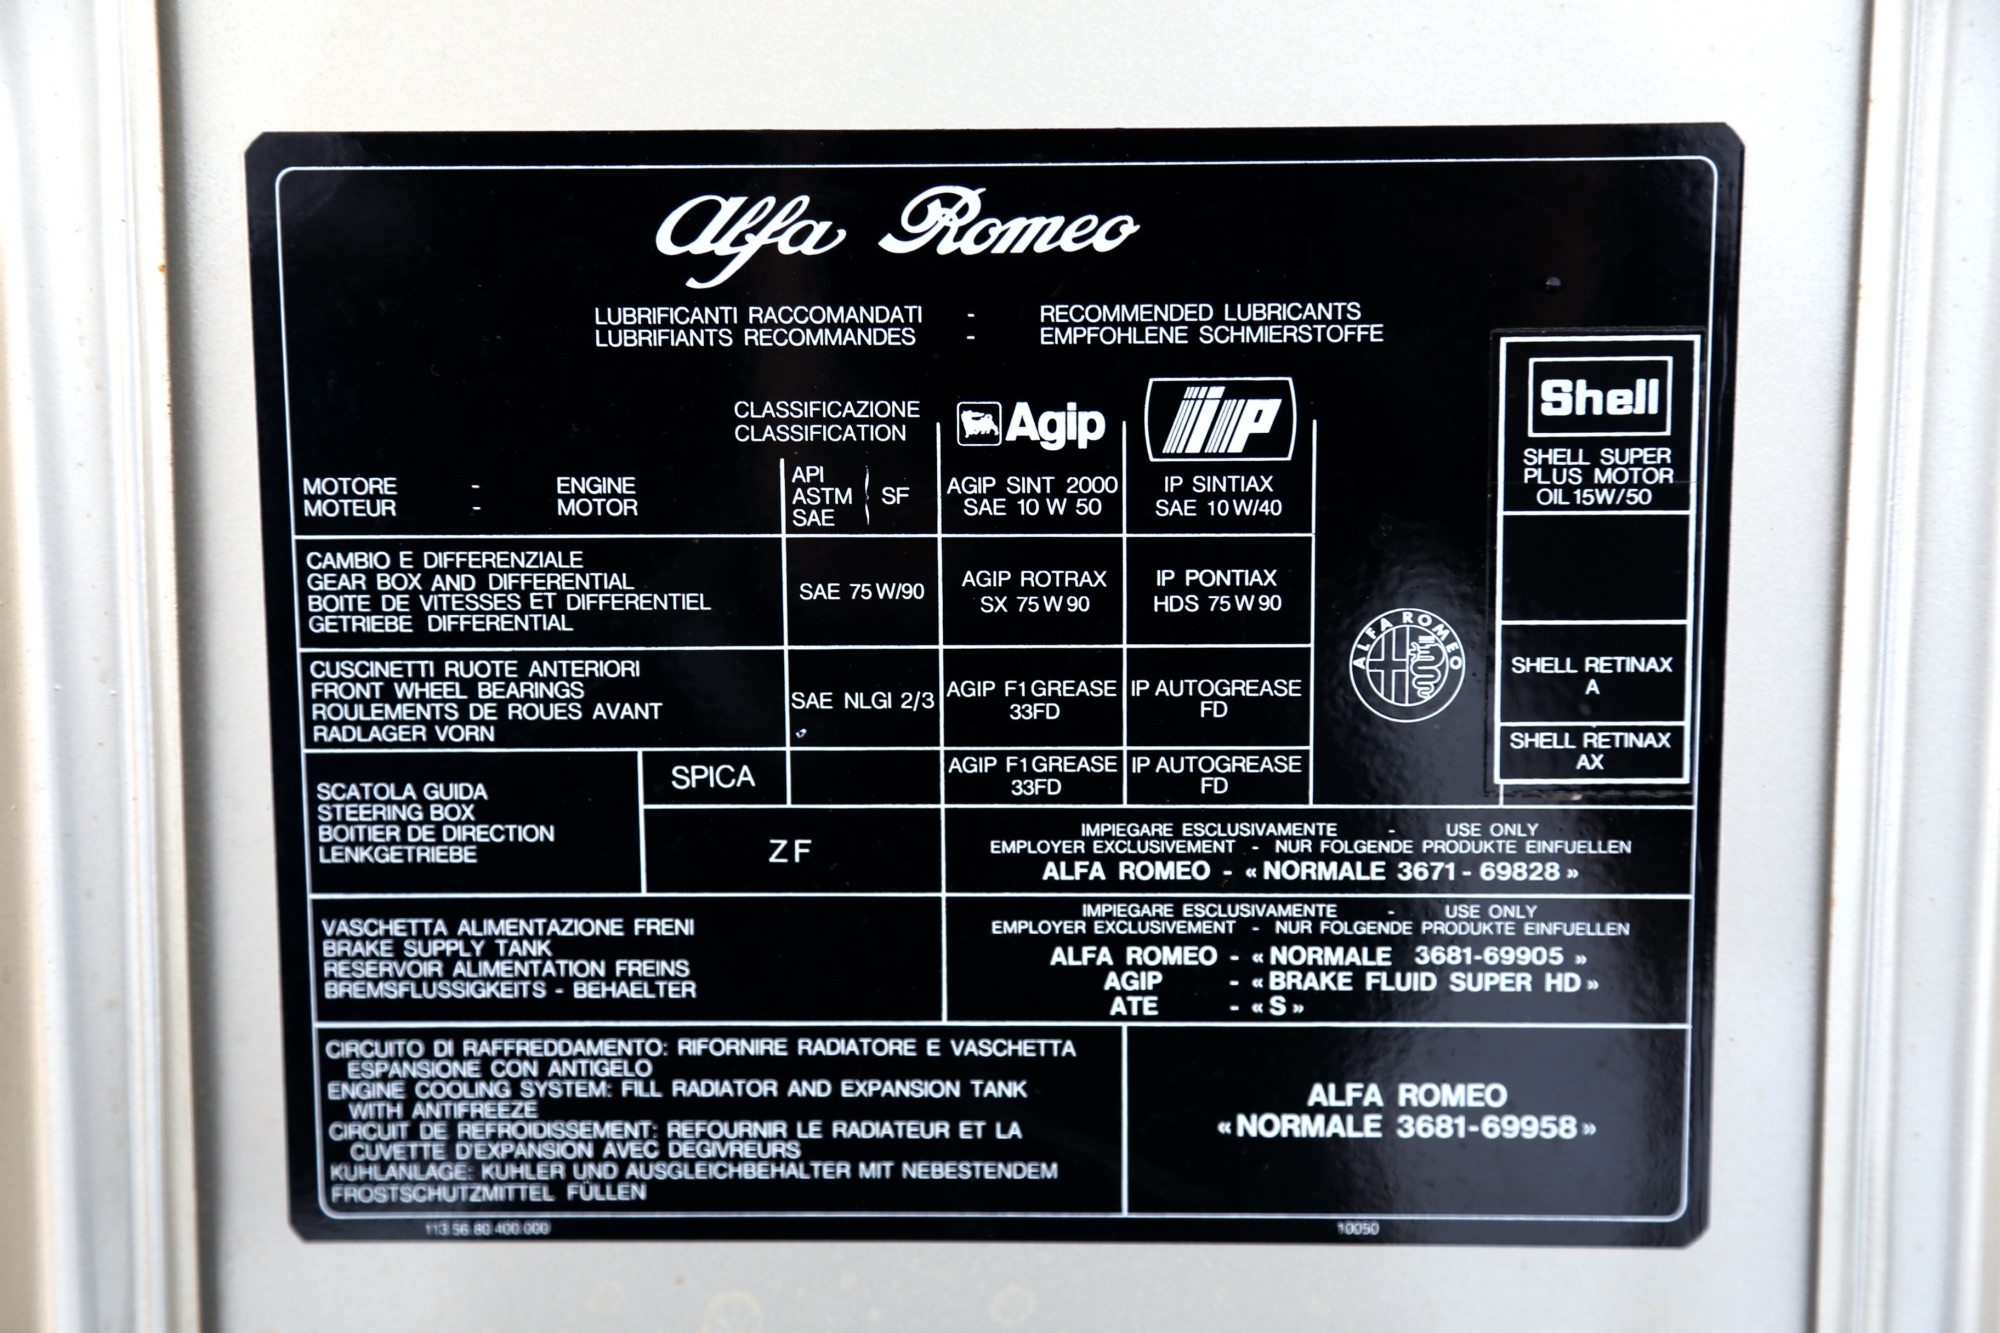 Alfa Romeo
LUBRIFICANTI RACCOMANDATI - RECOMMENDED LUBRICANTS
LUBRIFIANTS RECOMMANDES - EMPFOHLENE SCHMIERSTOFFE
CLASSIFICAZIONE
CLASSIFICATION
Agip
IP
Shell
SHELL SUPER
PLUS MOTOR
OIL 15W/50
MOTORE - ENGINE
MOTEUR - MOTOR
API
ASTM
SAE
SF
AGIP SINT 2000
SAE 10 W 50
IP SINTIAX
SAE 10 W/40
CAMBIO E DIFFERENZIALE
GEAR BOX AND DIFFERENTIAL
BOITE DE VITESSES ET DIFFERENTIEL
GETRIEBE DIFFERENTIAL
SAE 75 W/90
AGIP ROTRAX
SX 75 W 90
IP PONTIAX
HDS 75 W 90
ALFA ROMEO
CUSCINETTI RUOTE ANTERIORI
FRONT WHEEL BEARINGS
ROULEMENTS DE ROUES AVANT
RADLAGER VORN
SAE NLGI 2/3
AGIP F1 GREASE
33FD
IP AUTOGREASE
FD
SHELL RETINAX
A
SCATOLA GUIDA
STEERING BOX
BOITIER DE DIRECTION
LENKGETRIEBE
SPICA
AGIP F1 GREASE
33FD
IP AUTOGREASE
FD
SHELL RETINAX
AX
ZF
IMPIEGARE ESCLUSIVAMENTE - USE ONLY
EMPLOYER EXCLUSIVEMENT - NUR FOLGENDE PRODUKTE EINFUELLEN
ALFA ROMEO - « NORMALE 3671 - 69828 »
VASCHETTA ALIMENTAZIONE FRENI
BRAKE SUPPLY TANK
RESERVOIR ALIMENTATION FREINS
BREMSFLUSSIGKEITS - BEHAELTER
IMPIEGARE ESCLUSIVAMENTE - USE ONLY
EMPLOYER EXCLUSIVEMENT - NUR FOLGENDE PRODUKTE EINFUELLEN
ALFA ROMEO - « NORMALE 3681-69905 »
AGIP - « BRAKE FLUID SUPER HD »
ATE - « S »
CIRCUITO DI RAFFREDDAMENTO: RIFORNIRE RADIATORE E VASCHETTA
ESPANSIONE CON ANTIGELO
ENGINE COOLING SYSTEM: FILL RADIATOR AND EXPANSION TANK
WITH ANTIFREEZE
CIRCUIT DE REFROIDISSEMENT: REFOURNIR LE RADIATEUR ET LA
CUVETTE D'EXPANSION AVEC DEGIVREURS
KUHLANLAGE: KUHLER UND AUSGLEICHBEHALTER MIT NEBESTENDEM
FROSTSCHUTZMITTEL FÜLLEN
ALFA ROMEO
« NORMALE 3681-69958 »
113.56.80.400.000
10050